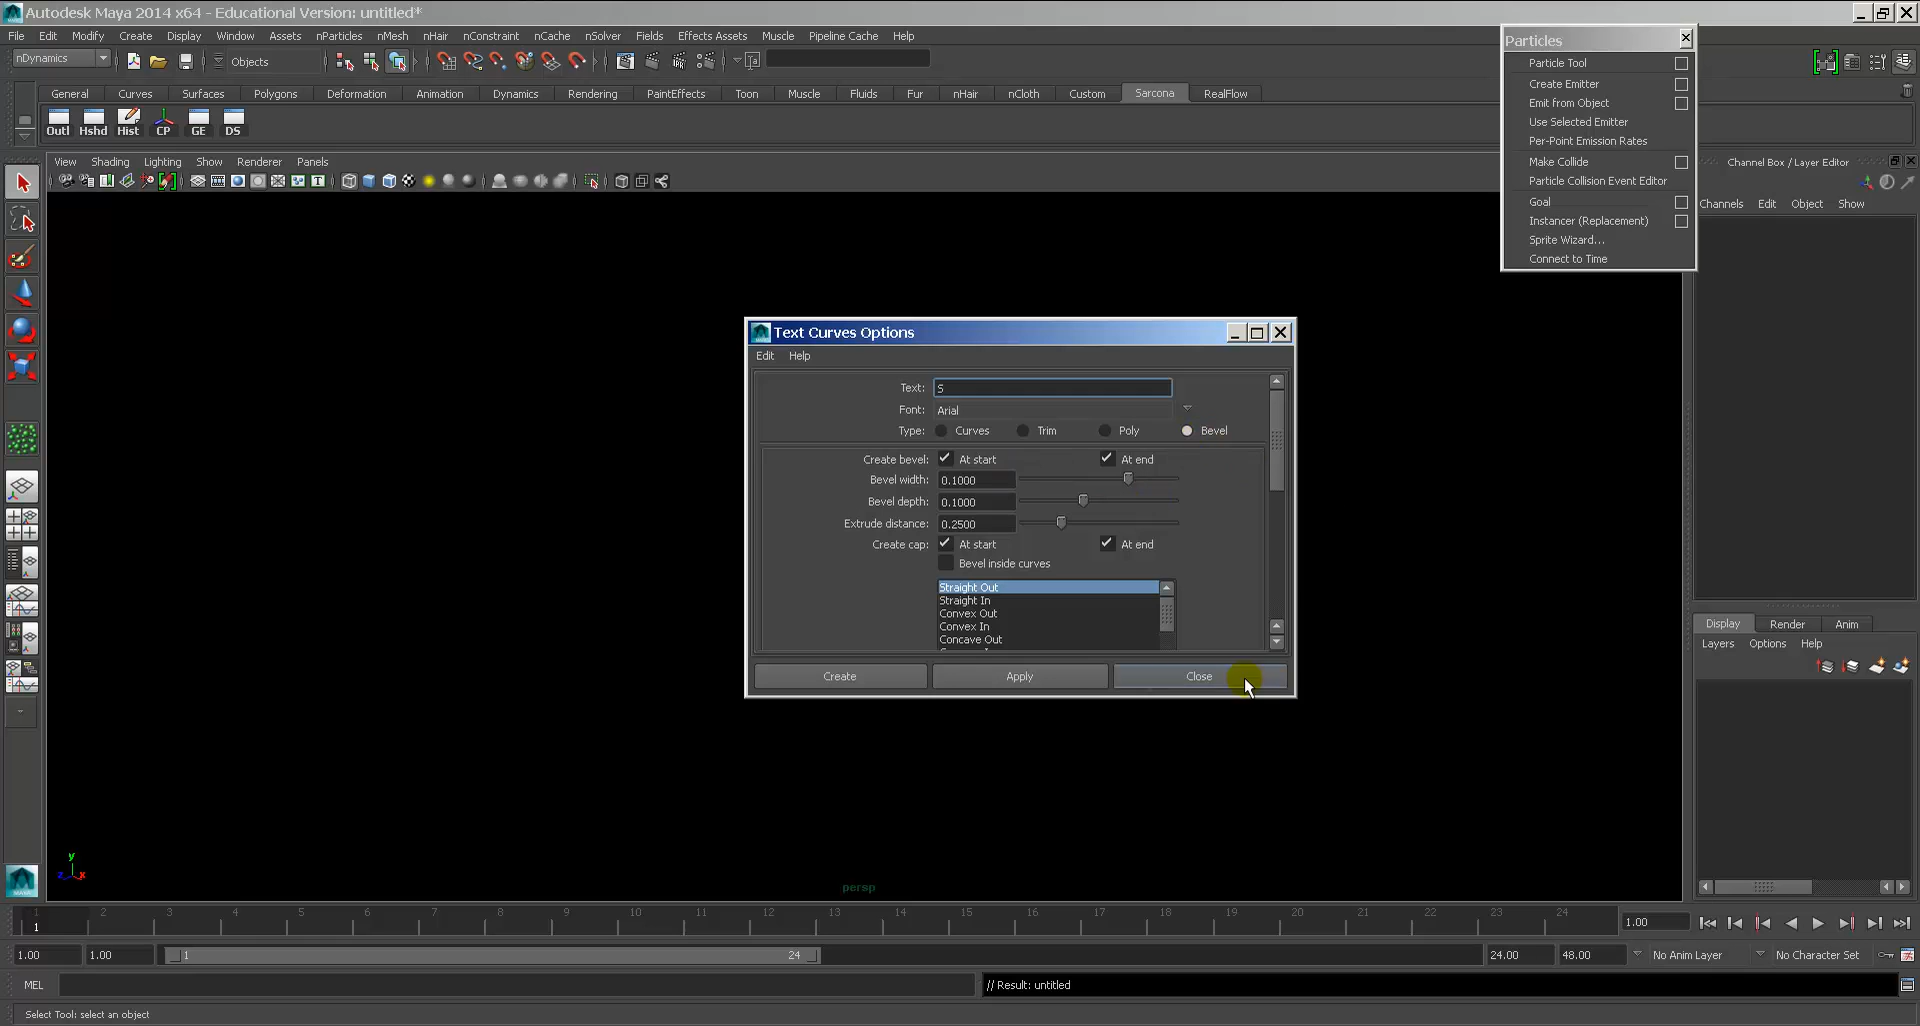 Autodesk Maya 2014 x64 - Educational Version: untitled*
File Edit Modify Create Display Window Assets nParticles nMesh nHair nConstraint nCache nSolver Fields Effects Assets Muscle Pipeline Cache Help
nDynamics Objects
General Curves Surfaces Polygons Deformation Animation Dynamics Rendering PaintEffects Toon Muscle Fluids Fur nHair nCloth Custom Sarcona RealFlow
Outl Hshd Hist CP GE DS
View Shading Lighting Show Renderer Panels
Particles
Particle Tool
Create Emitter
Emit from Object
Use Selected Emitter
Per-Point Emission Rates
Make Collide
Particle Collision Event Editor
Goal
Instancer (Replacement)
Sprite Wizard...
Connect to Time
Channel Box / Layer Editor
Channels Edit Object Show
Text Curves Options
Edit Help
Text: S
Font: Arial
Type: Curves Trim Poly Bevel
Create bevel: At start At end
Bevel width: 0.1000
Bevel depth: 0.1000
Extrude distance: 0.2500
Create cap: At start At end
Bevel inside curves
Straight Out
Straight In
Convex Out
Convex In
Concave Out
Create Apply Close
Display Render Anim
Layers Options Help
y
z x
persp
1 2 3 4 5 6 7 8 9 10 11 12 13 14 15 16 17 18 19 20 21 22 23 24
1 1.00
1.00 1.00 1 24 24.00 48.00 No Anim Layer No Character Set
MEL // Result: untitled
Select Tool: select an object